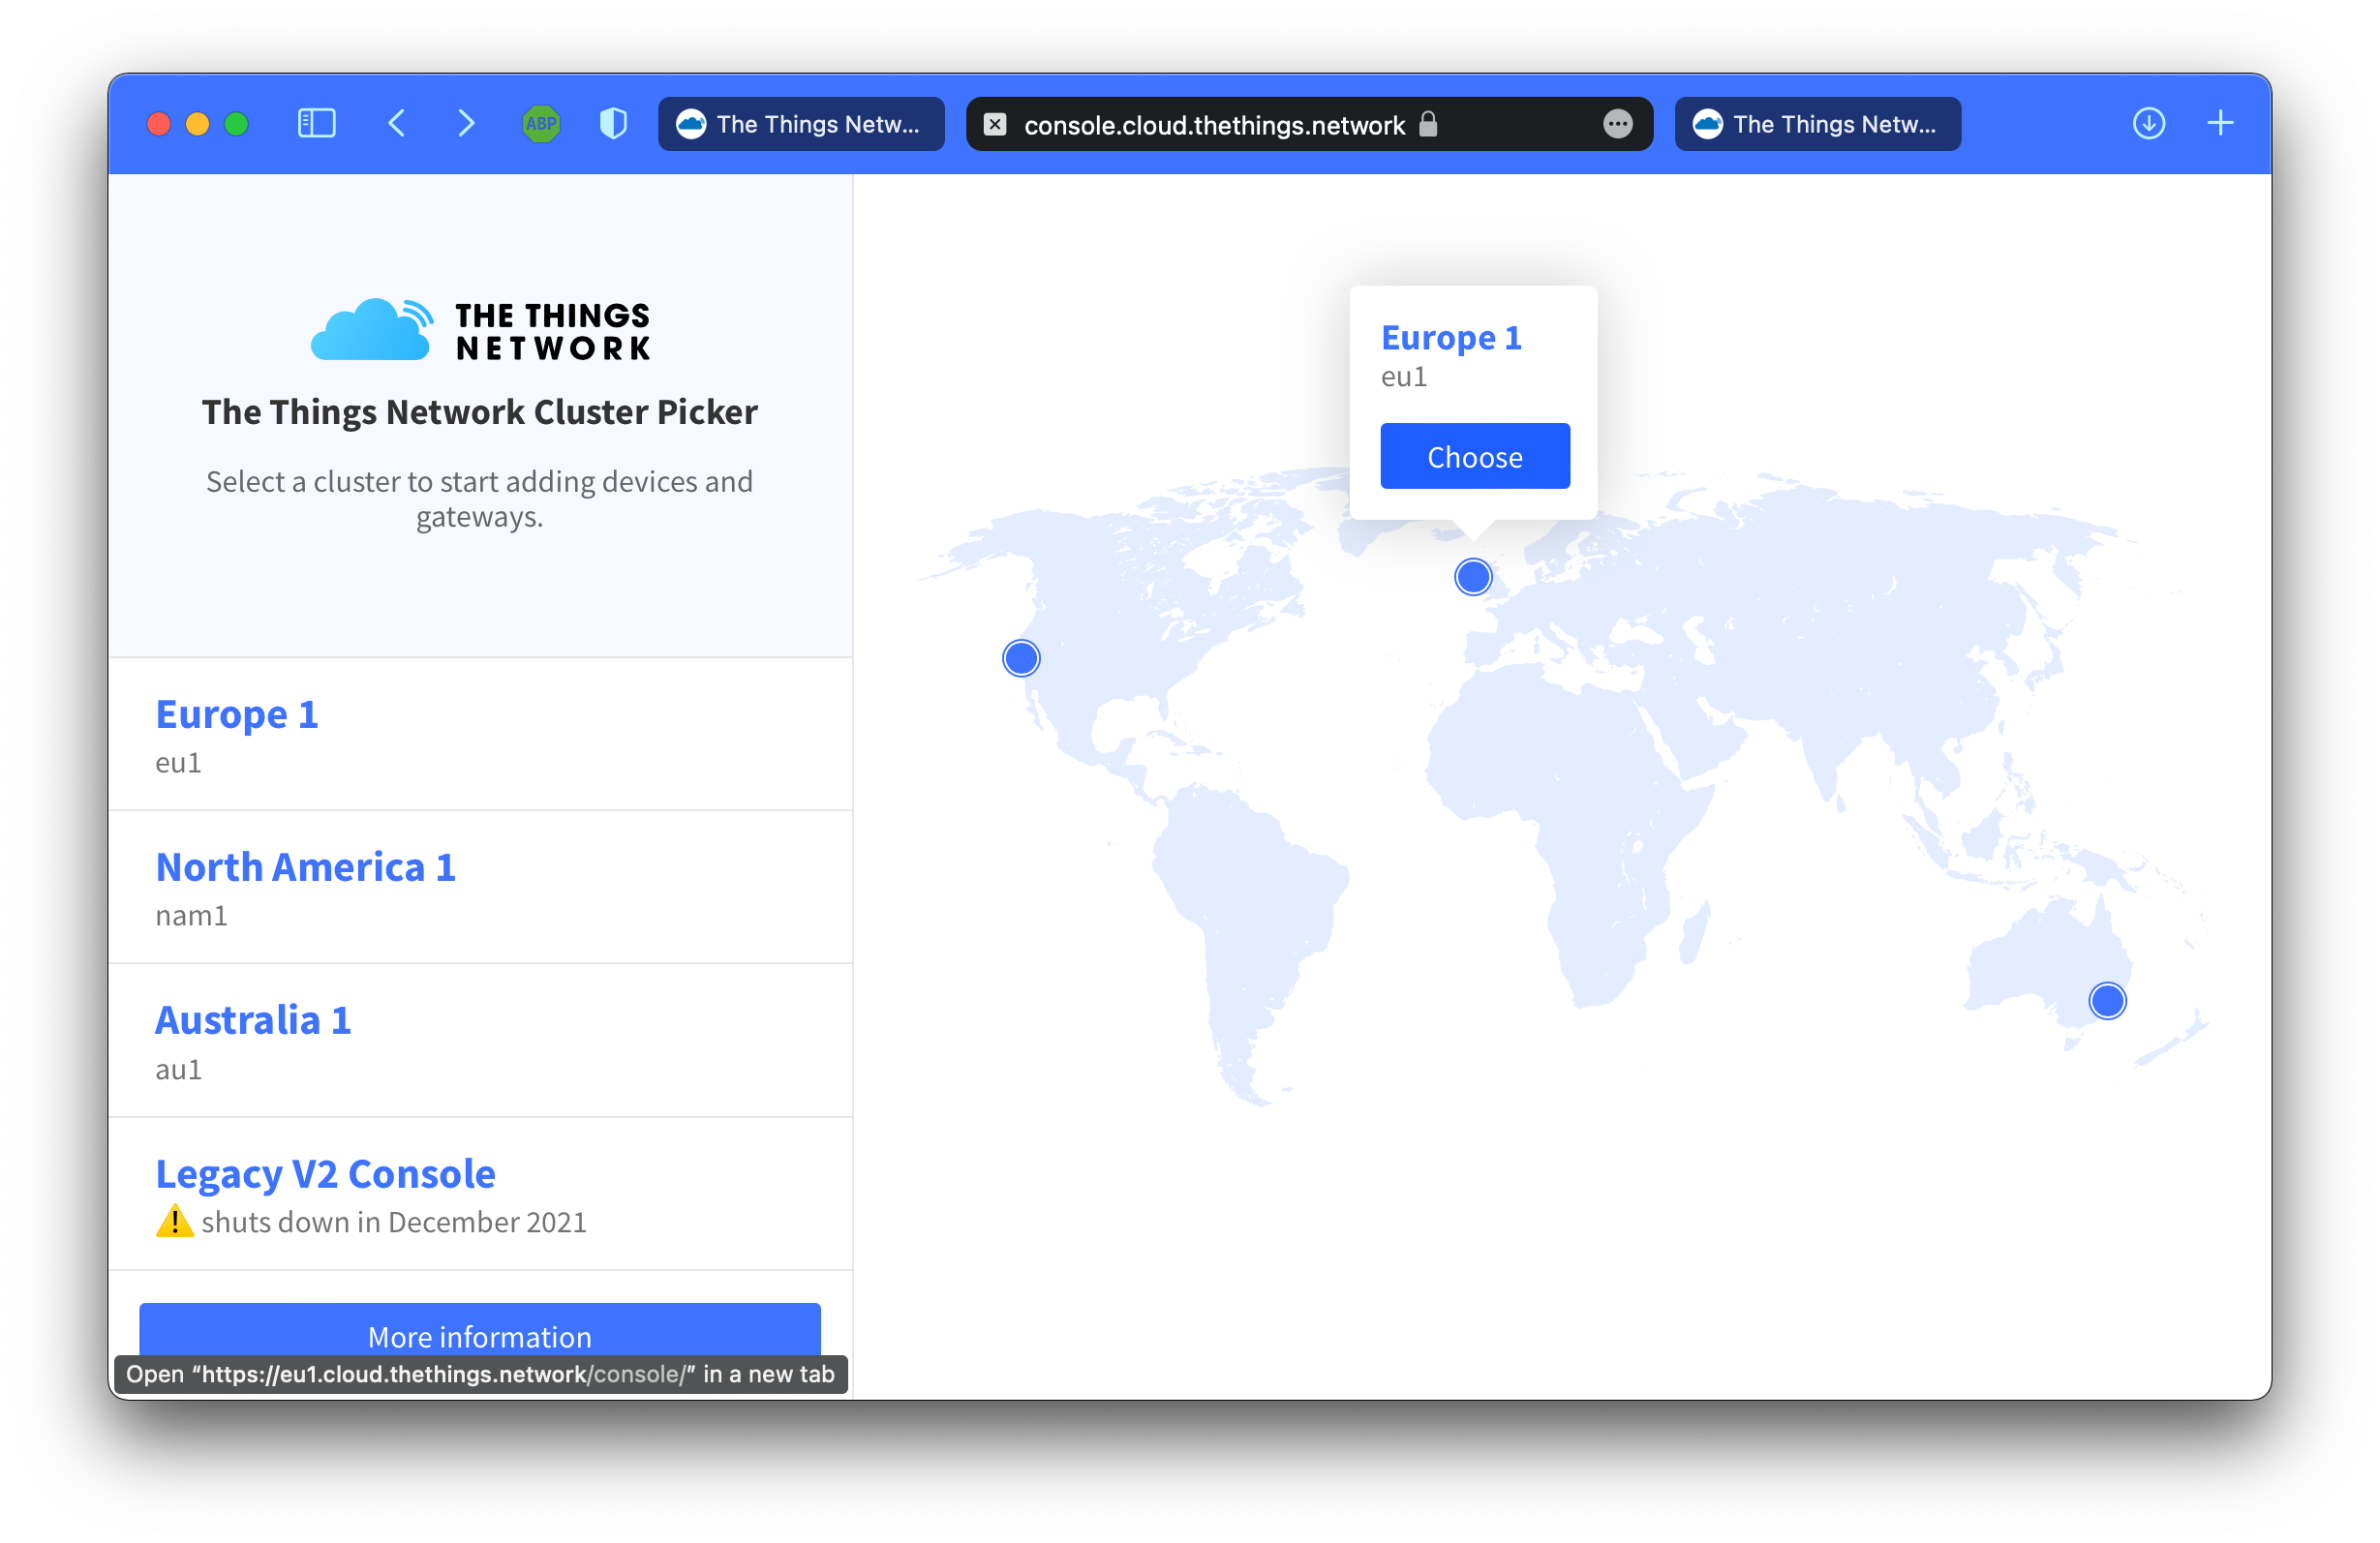 ABP
The Things Netw...
console.cloud.thethings.network
The Things Netw...
THE THINGS
NETWORK
The Things Network Cluster Picker
Select a cluster to start adding devices and
gateways.
Europe 1
eu1
North America 1
nam1
Australia 1
au1
Legacy V2 Console
⚠️ shuts down in December 2021
More information
Open “https://eu1.cloud.thethings.network/console/” in a new tab
Europe 1
eu1
Choose